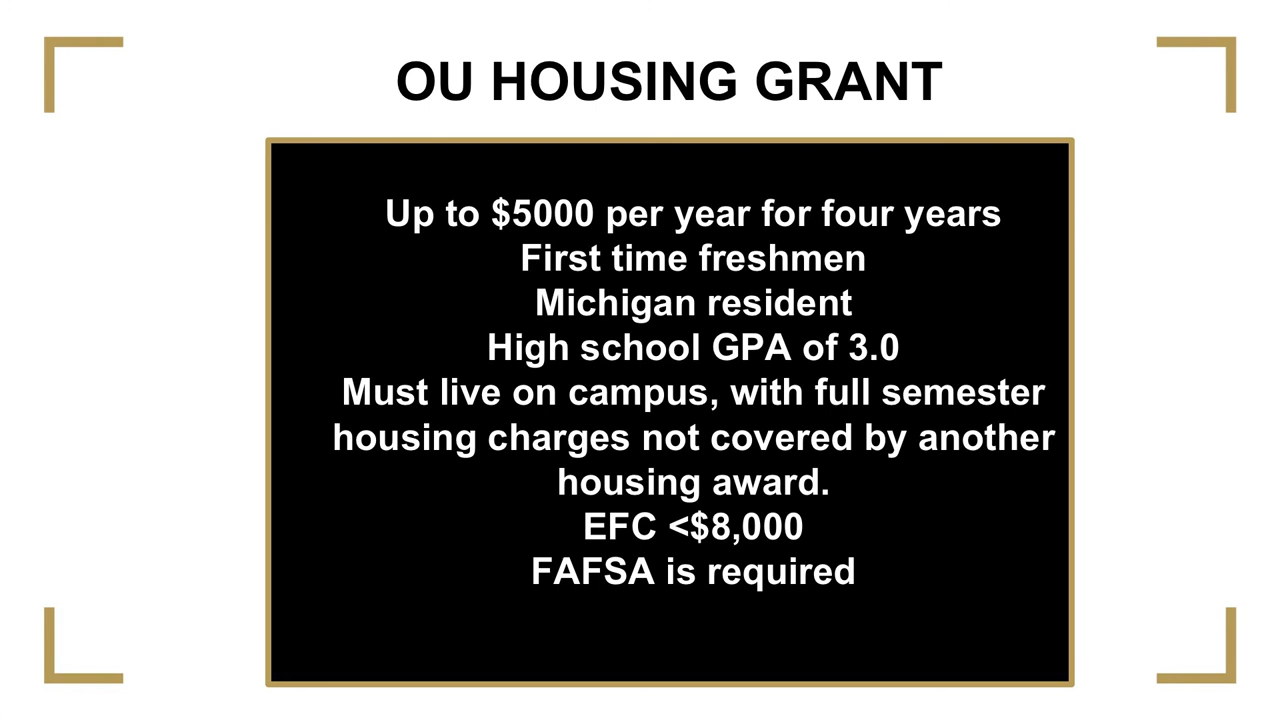 OU HOUSING GRANT
Up to $5000 per year for four years
First time freshmen
Michigan resident
High school GPA of 3.0
Must live on campus, with full semester
housing charges not covered by another
housing award.
EFC <$8,000
FAFSA is required